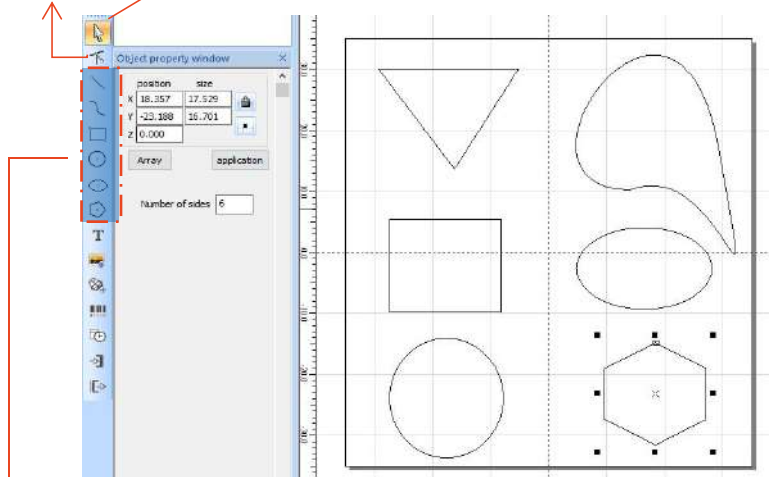 Object property window ×
position size
X 18.357 17.529
Y -23.188 16.701
Z 0.000
Array application
Number of sides 6
T